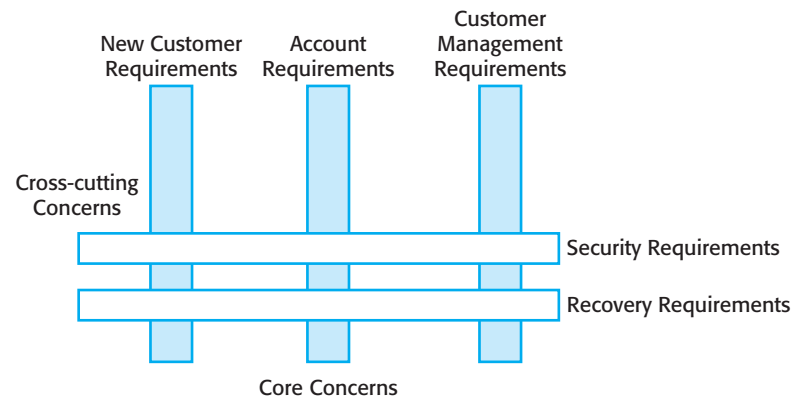 New Customer
Requirements
Account
Requirements
Customer
Management
Requirements
Cross-cutting
Concerns
Security Requirements
Recovery Requirements
Core Concerns